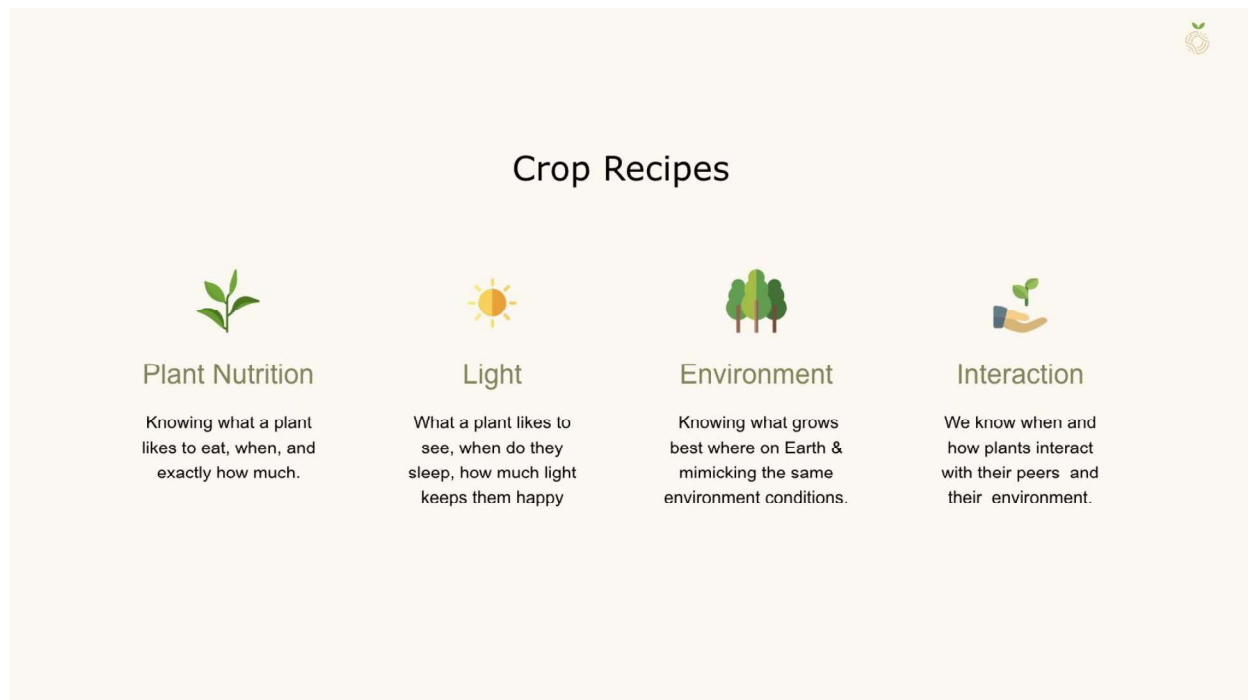 Crop Recipes
Plant Nutrition
Knowing what a plant
likes to eat, when, and
exactly how much.
Light
What a plant likes to
see, when do they
sleep, how much light
keeps them happy
Environment
Knowing what grows
best where on Earth &
mimicking the same
environment conditions.
Interaction
We know when and
how plants interact
with their peers  and
their  environment.